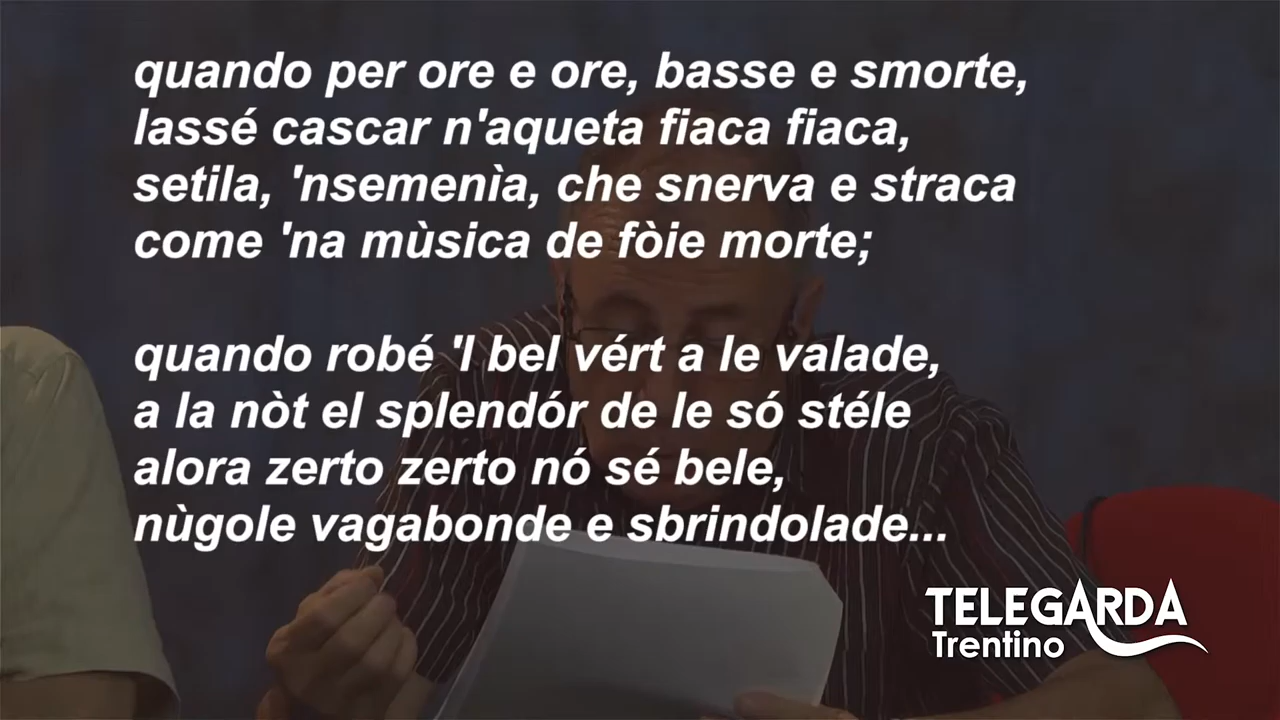 quando per ore e ore, basse e smorte,
lassé cascar n'aqueta fiaca fiaca,
setila, 'nsemenìa, che snerva e straca
come 'na mùsica de fòie morte;
quando robé 'l bel vért a le valade,
a la nòt el splendór de le só stéle
alora zerto zerto nó sé bele,
nùgole vagabonde e sbrindolade...
TELEGARDA
Trentino